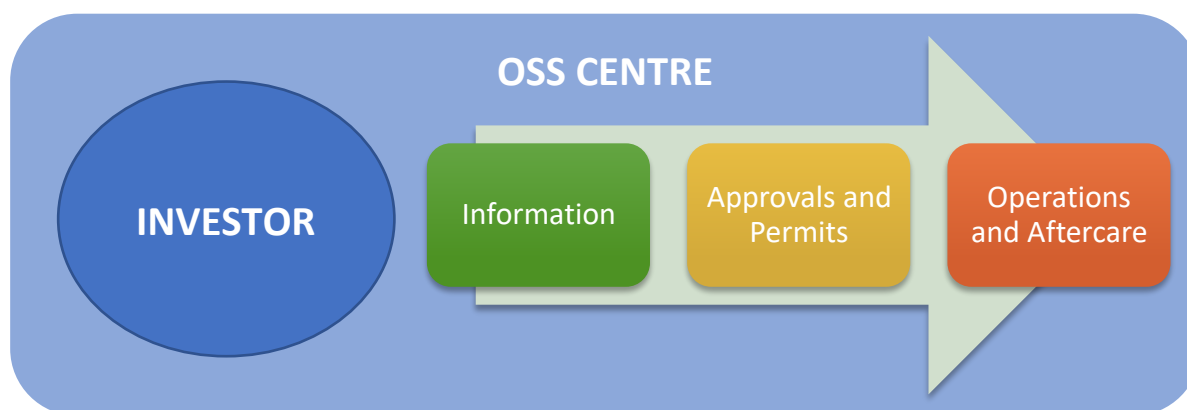 OSS CENTRE
INVESTOR
Information
Approvals and
Permits
Operations
and Aftercare